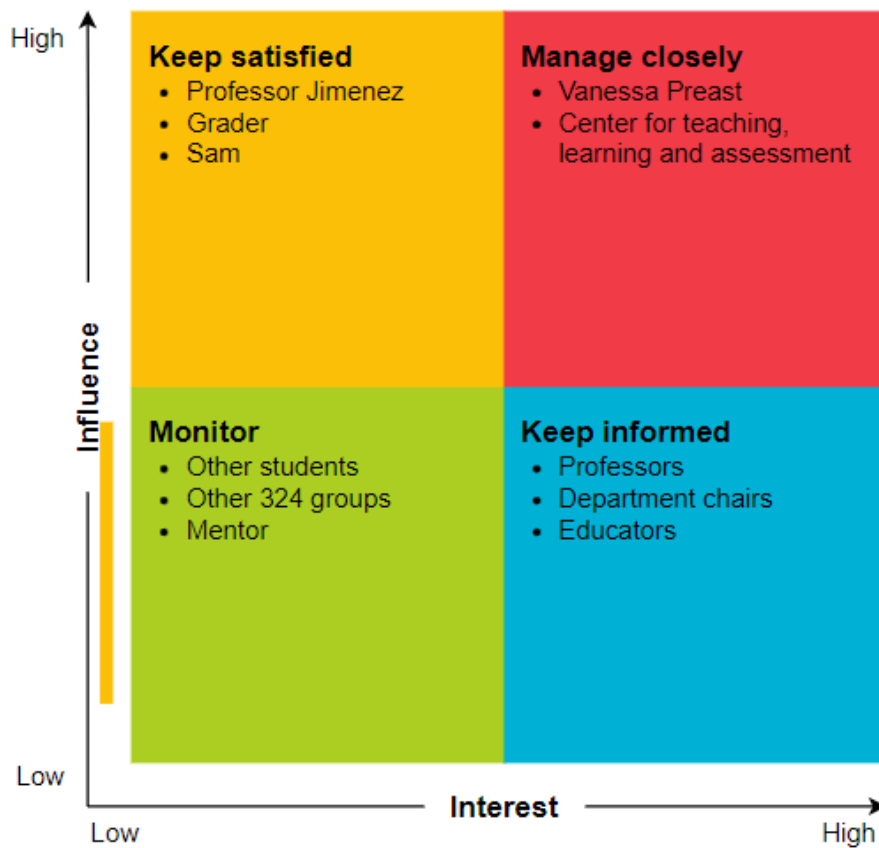 High
Keep satisfied
• Professor Jimenez
• Grader
• Sam
Manage closely
• Vanessa Preast
• Center for teaching,
learning and assessment
Influence
Monitor
• Other students
• Other 324 groups
• Mentor
Keep informed
• Professors
• Department chairs
• Educators
Low
Interest
Low
High